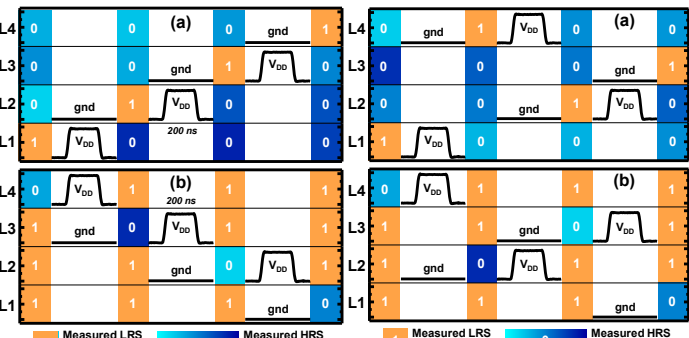 (a)
L4 0 0 0 gnd 1
L3 0 0 gnd 1 VDD 0
L2 0 gnd 1 VDD 0 0
200 ns
L1 1 VDD 0 0 0
(b)
L4 0 VDD 1 1 1
200 ns
L3 1 gnd 0 VDD 1 1
L2 1 1 gnd 0 VDD 1
L1 1 1 1 gnd 0
Measured LRS Measured HRS
(a)
L4 0 gnd 1 VDD 0 0
L3 0 0 0 gnd 1
L2 0 0 gnd 1 VDD 0
L1 1 VDD 0 0 0
(b)
L4 0 VDD 1 1 1
L3 1 1 gnd 0 VDD 1
L2 1 gnd 0 VDD 1 1
L1 1 1 1 gnd 0
Measured LRS Measured HRS